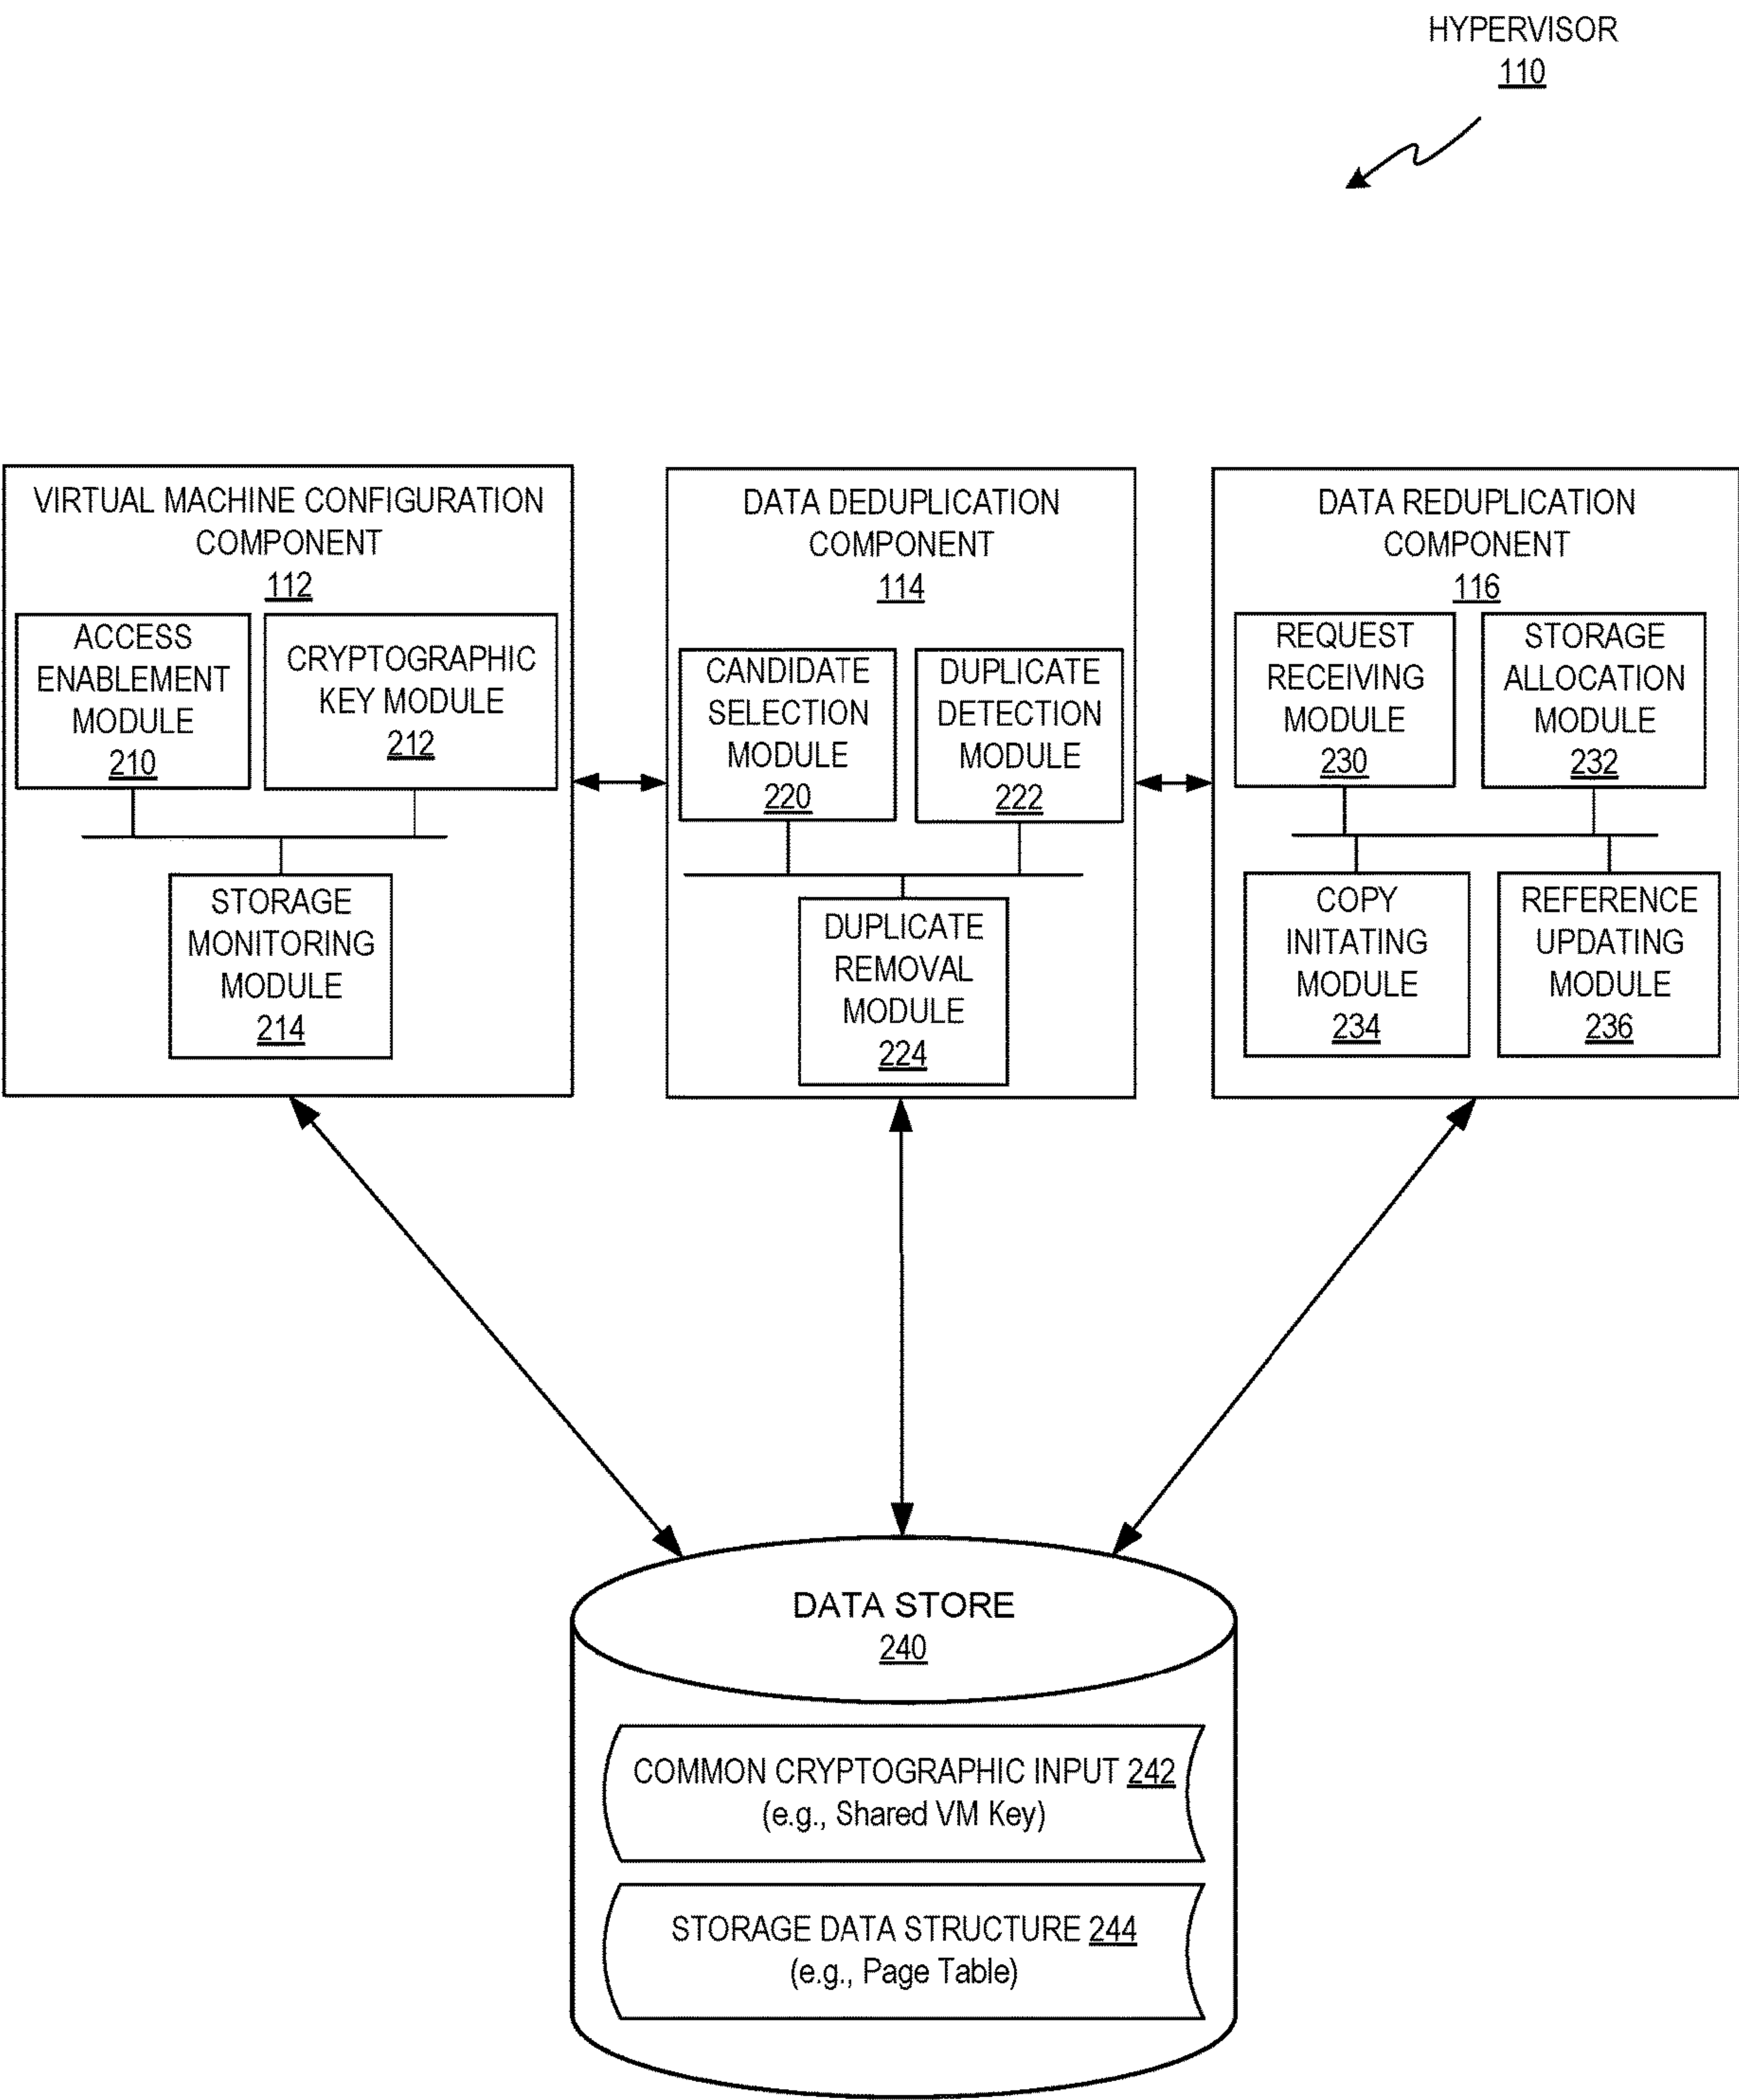 HYPERVISOR
110
VIRTUAL MACHINE CONFIGURATION
COMPONENT
112
ACCESS
ENABLEMENT
MODULE
210
CRYPTOGRAPHIC
KEY MODULE
212
STORAGE
MONITORING
MODULE
214
DATA DEDUPLICATION
COMPONENT
114
CANDIDATE
SELECTION
MODULE
220
DUPLICATE
DETECTION
MODULE
222
DUPLICATE
REMOVAL
MODULE
224
DATA REDUPLICATION
COMPONENT
116
REQUEST
RECEIVING
MODULE
230
STORAGE
ALLOCATION
MODULE
232
COPY
INITATING
MODULE
234
REFERENCE
UPDATING
MODULE
236
DATA STORE
240
COMMON CRYPTOGRAPHIC INPUT 242
(e.g., Shared VM Key)
STORAGE DATA STRUCTURE 244
(e.g., Page Table)